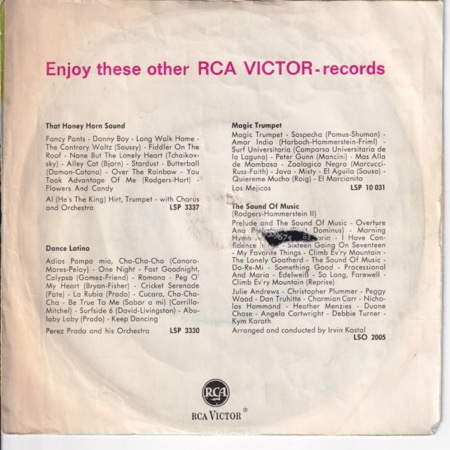 Enjoy these other RCA VICTOR-records
That Honey Horn Sound
Fancy Pants - Danny Boy - Long Walk Home -
The Contrary Waltz (Saussy) - Fiddler On The
Roof - None But The Lonely Heart (Tchaikov-
sky) - Alley Cat (Bjorn) - Stardust - Butterball
(Daman-Catana) - Over The Rainbow - You
Took Advantage Of Me (Rodgers-Hart) -
Flowers And Candy
Al (He's The King) Hirt, Trumpet - with Chorus
and Orchestra LSP 3337
Dance Latino
Adios Pampa mia, Cha-Cha-Cha (Canaro-
Mores-Pelay) - One Night - Fast Goodnight,
Calypso (Gomez-Friend) - Romana - Peg O'
My Heart (Bryan-Fisher) - Cricket Serenade
(Pate) - La Rubia (Prado) - Cucara, Cha-Cha-
Cha - Be True To Me (Sabor a mi) (Carrillo-
Mitchel) - Surfside 6 (David-Livingston) - Abu-
laby Laby (Prado) - Keep Dancing
Perez Prado and his Orchestra LSP 3330
Magic Trumpet
Magic Trumpet - Sospecha (Pomus-Shuman) -
Amor Indio (Harbach-Hammerstein-Friml) -
Surf Universitaria (Comparsa Universitaria de
la Laguna) - Peter Gunn (Mancini) - Mas Alla
de Mombasa - Zoologico Negro (Marcucci-
Russ-Faith) - Java - Misty - El Aguila (Souso) -
Quiereme Mucho (Roig) - El Marcianito
Los Mejicos LSP 10 031
The Sound Of Music
(Rodgers-Hammerstein II)
Prelude and The Sound Of Music - Overture
And Dominus) - Morning
Hymn - I Have Con-
fidence - Sixteen Going On Seventeen
- My Favorite Things - Climb Ev'ry Mountain -
The Lonely Goatherd - The Sound Of Music -
Do-Re-Mi - Something Good - Processional
And Maria - Edelweiß - So Long, Farewell -
Climb Ev'ry Mountain (Reprise)
Julie Andrews - Christopher Plummer - Peggy
Wood - Dan Truhitte - Charmian Carr - Nicho-
las Hammond - Heather Menzies - Duane
Chase - Angela Cartwright - Debbie Turner -
Kym Karath
Arranged and conducted by Irvin Kostal
LSO 2005
RCA
RCA VICTOR ®